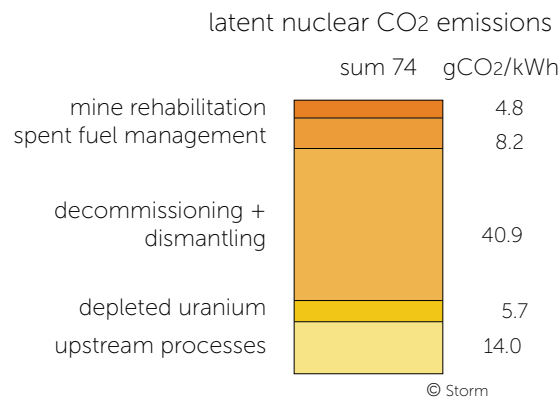 latent nuclear CO2 emissions
sum 74 gCO2/kWh
mine rehabilitation 4.8
spent fuel management 8.2
decommissioning +
dismantling 40.9
depleted uranium 5.7
upstream processes 14.0
© Storm